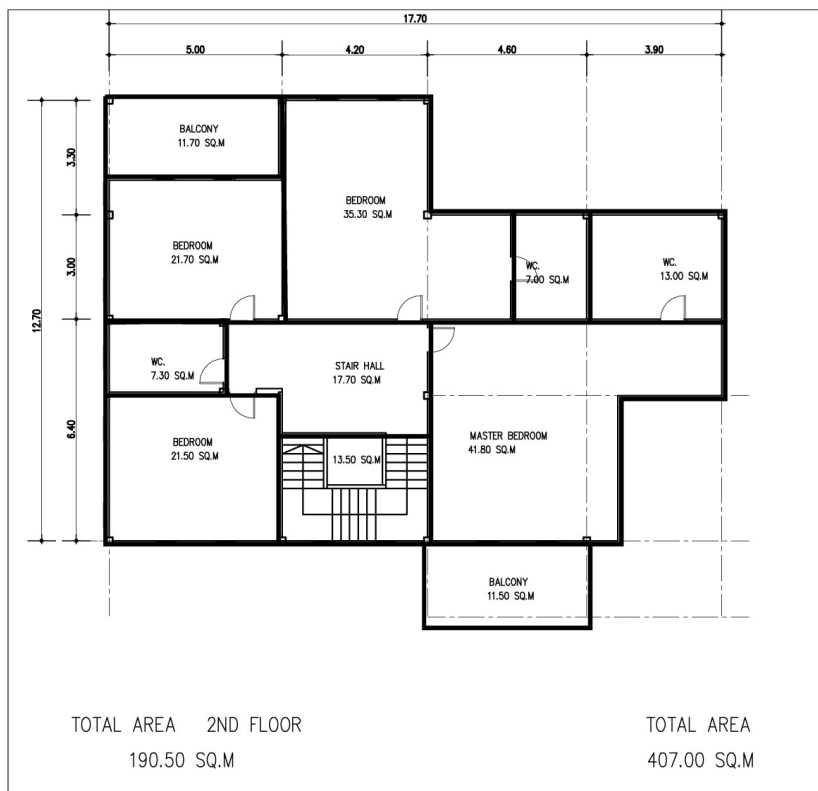 17.70
5.00 4.20 4.60 3.90
BALCONY
11.70 SQ.M
3.30
BEDROOM
35.30 SQ.M
BEDROOM
21.70 SQ.M
3.00
WC.
7.00 SQ.M
WC.
13.00 SQ.M
12.70
WC.
7.30 SQ.M
STAIR HALL
17.70 SQ.M
6.40
BEDROOM
21.50 SQ.M
13.50 SQ.M
MASTER BEDROOM
41.80 SQ.M
BALCONY
11.50 SQ.M
TOTAL AREA 2ND FLOOR
190.50 SQ.M
TOTAL AREA
407.00 SQ.M